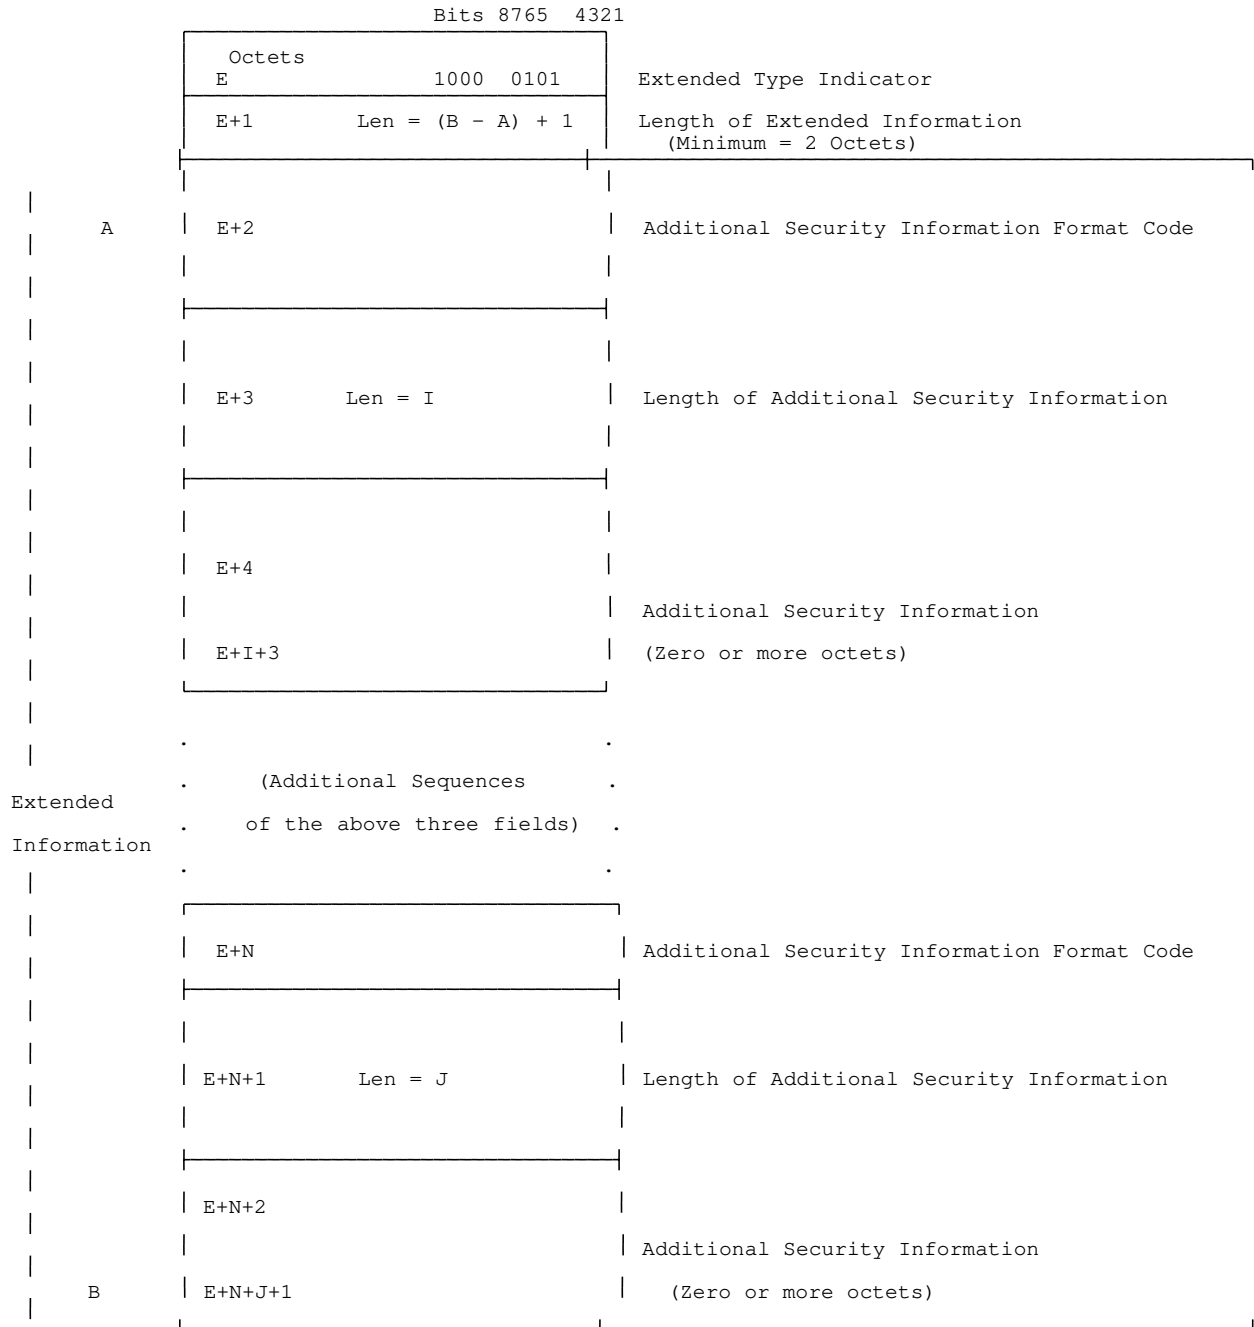 Bits 8765 4321
Octets
E 1000 0101 Extended Type Indicator
E+1 Len = (B - A) + 1 Length of Extended Information
(Minimum = 2 Octets)
A E+2 Additional Security Information Format Code
E+3 Len = I Length of Additional Security Information
E+4
Additional Security Information
E+I+3 (Zero or more octets)
. .
. (Additional Sequences .
Extended
. of the above three fields) .
Information
. .
E+N Additional Security Information Format Code
E+N+1 Len = J Length of Additional Security Information
E+N+2
Additional Security Information
B E+N+J+1 (Zero or more octets)